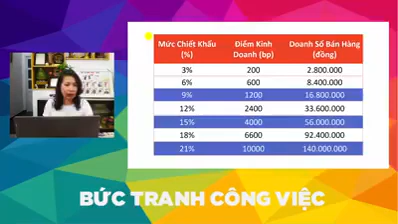 Mức Chiết Khấu (%) Điểm Kinh Doanh (bp) Doanh Số Bán Hàng (đồng)
3% 200 2.800.000
6% 600 8.400.000
9% 1200 16.800.000
12% 2400 33.600.000
15% 4000 56.000.000
18% 6600 92.400.000
21% 10000 140.000.000
BỨC TRANH CÔNG VIỆC